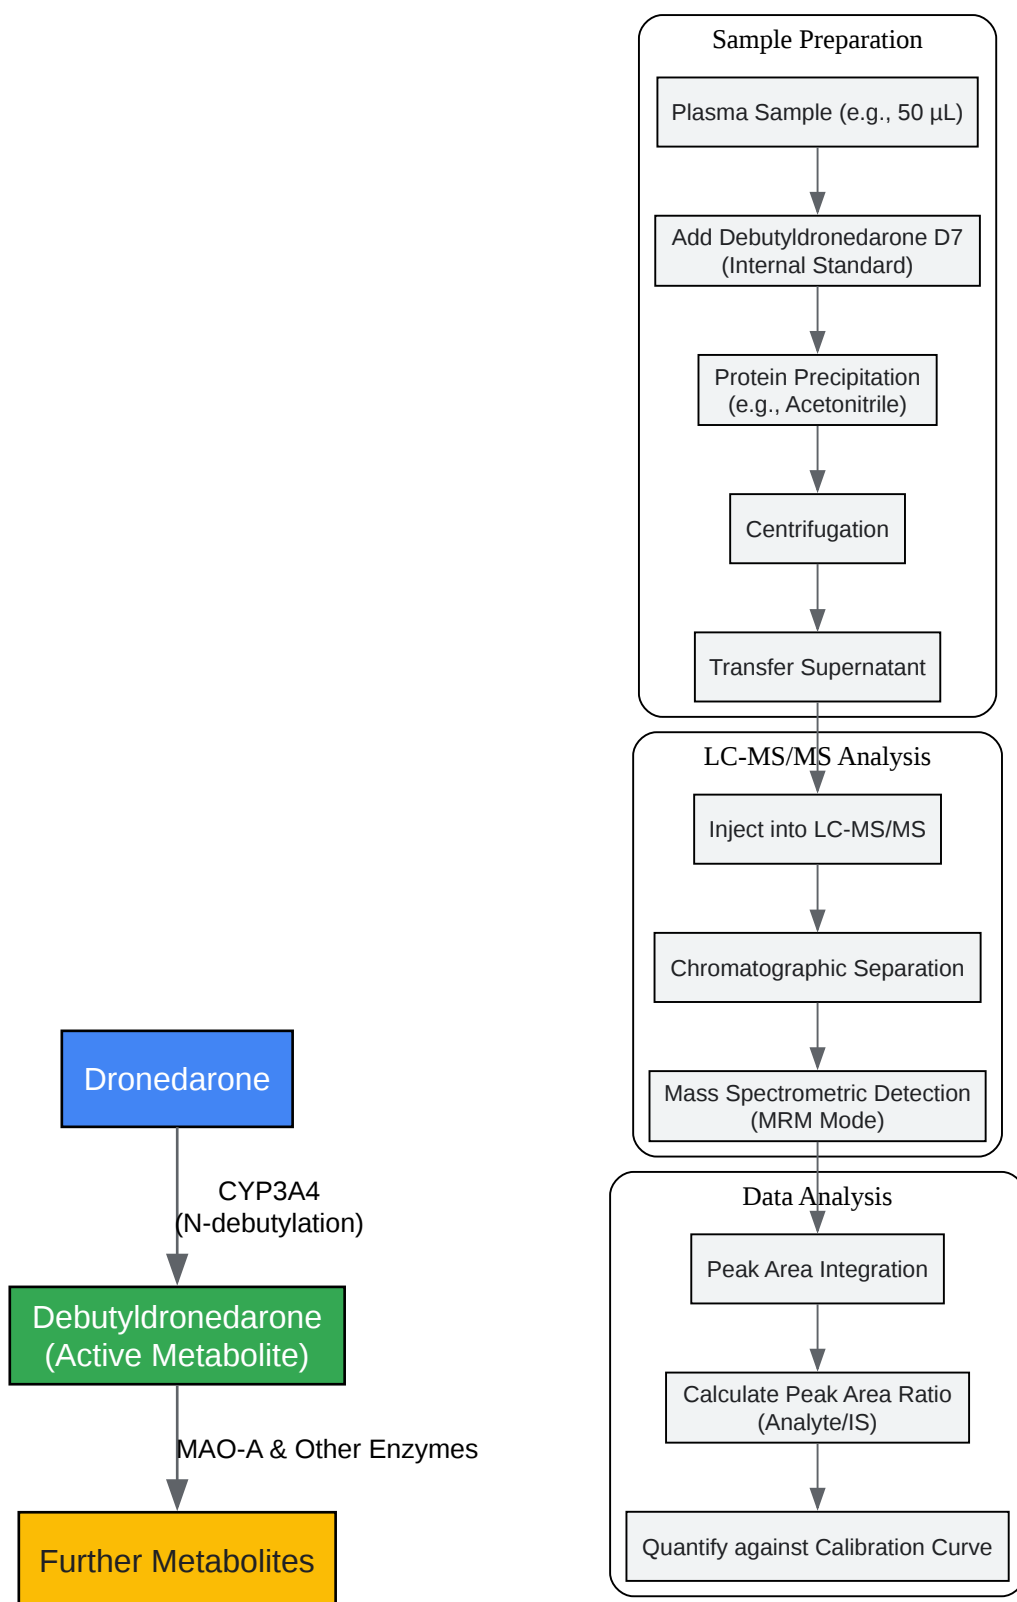 Sample Preparation
Plasma Sample (e.g., 50 µL)
Add Debutyldronedarone D7
(Internal Standard)
Protein Precipitation
(e.g., Acetonitrile)
Centrifugation
Transfer Supernatant
LC-MS/MS Analysis
Inject into LC-MS/MS
Chromatographic Separation
Mass Spectrometric Detection
(MRM Mode)
Data Analysis
Peak Area Integration
Calculate Peak Area Ratio
(Analyte/IS)
Quantify against Calibration Curve
Dronedarone
CYP3A4
(N-debutylation)
Debutyldronedarone
(Active Metabolite)
MAO-A & Other Enzymes
Further Metabolites